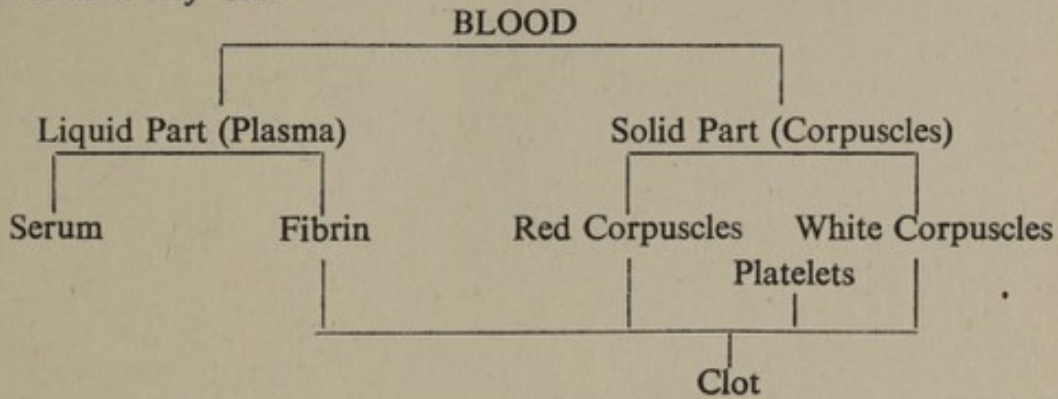 BLOOD
Liquid Part (Plasma) Solid Part (Corpuscles)
Serum Fibrin Red Corpuscles White Corpuscles
Platelets
Clot